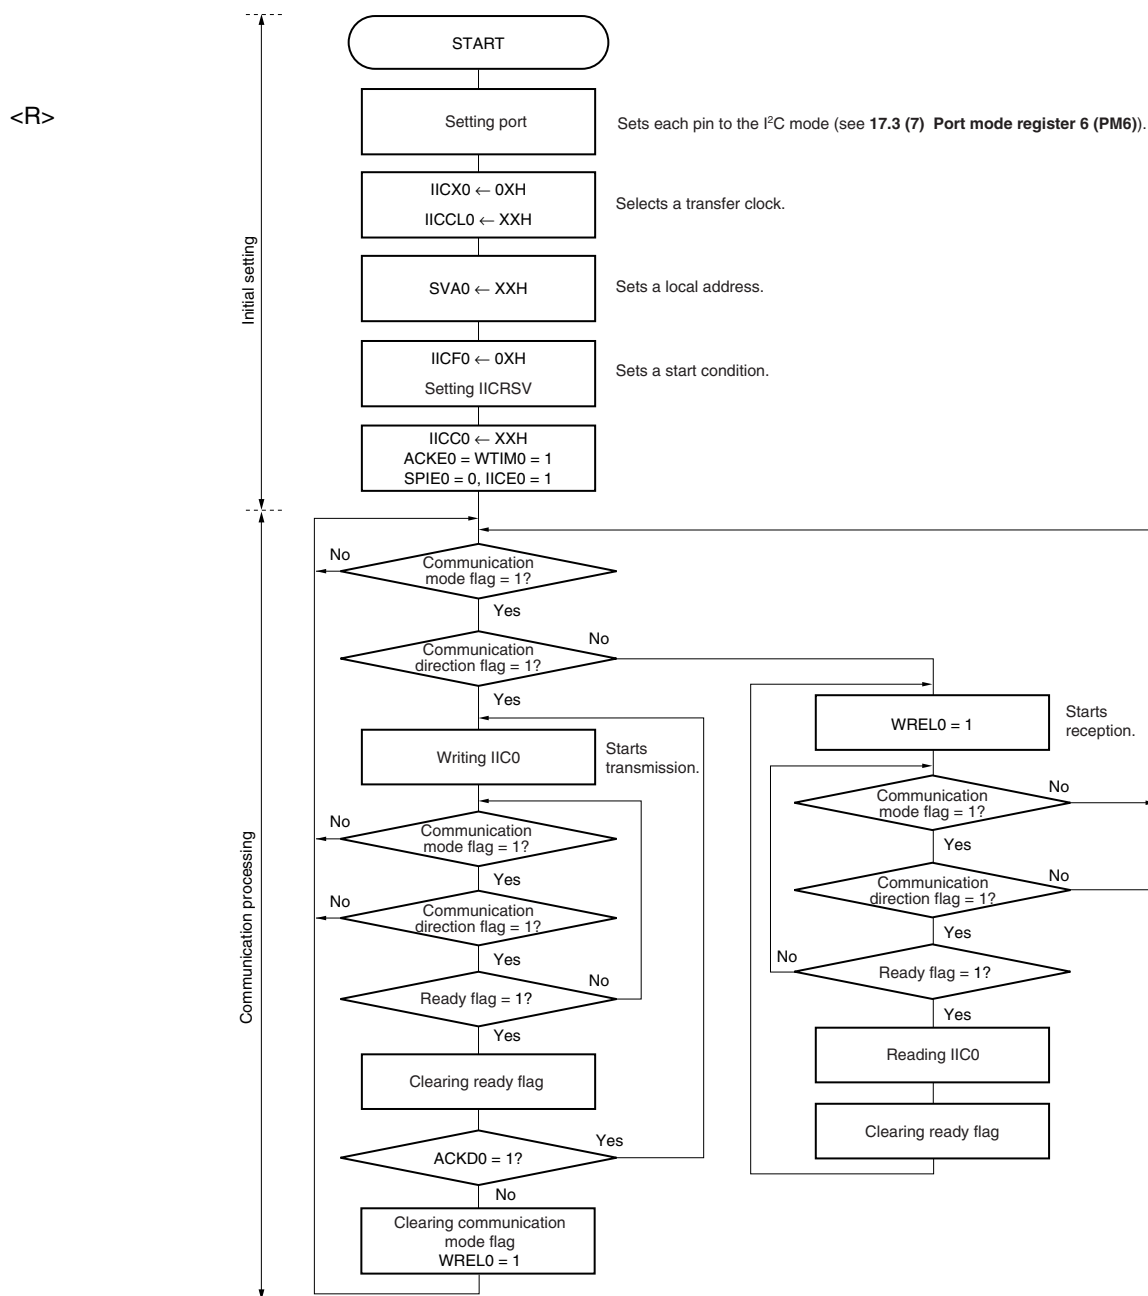 START
<R>
Setting port
Sets each pin to the I²C mode (see 17.3 (7) Port mode register 6 (PM6)).
IICX0 ← 0XH
IICCL0 ← XXH
Selects a transfer clock.
Initial setting
SVA0 ← XXH
Sets a local address.
IICF0 ← 0XH
Setting IICRSV
Sets a start condition.
IICC0 ← XXH
ACKE0 = WTIM0 = 1
SPIE0 = 0, IICE0 = 1
Communication processing
No
Communication
mode flag = 1?
Yes
No
Communication
direction flag = 1?
Yes
Writing IIC0
Starts
transmission.
No
Communication
mode flag = 1?
Yes
No
Communication
direction flag = 1?
Yes
No
Ready flag = 1?
Yes
Clearing ready flag
Yes
ACKD0 = 1?
No
Clearing communication
mode flag
WREL0 = 1
WREL0 = 1
Starts
reception.
No
Communication
mode flag = 1?
Yes
No
Communication
direction flag = 1?
Yes
No
Ready flag = 1?
Yes
Reading IIC0
Clearing ready flag